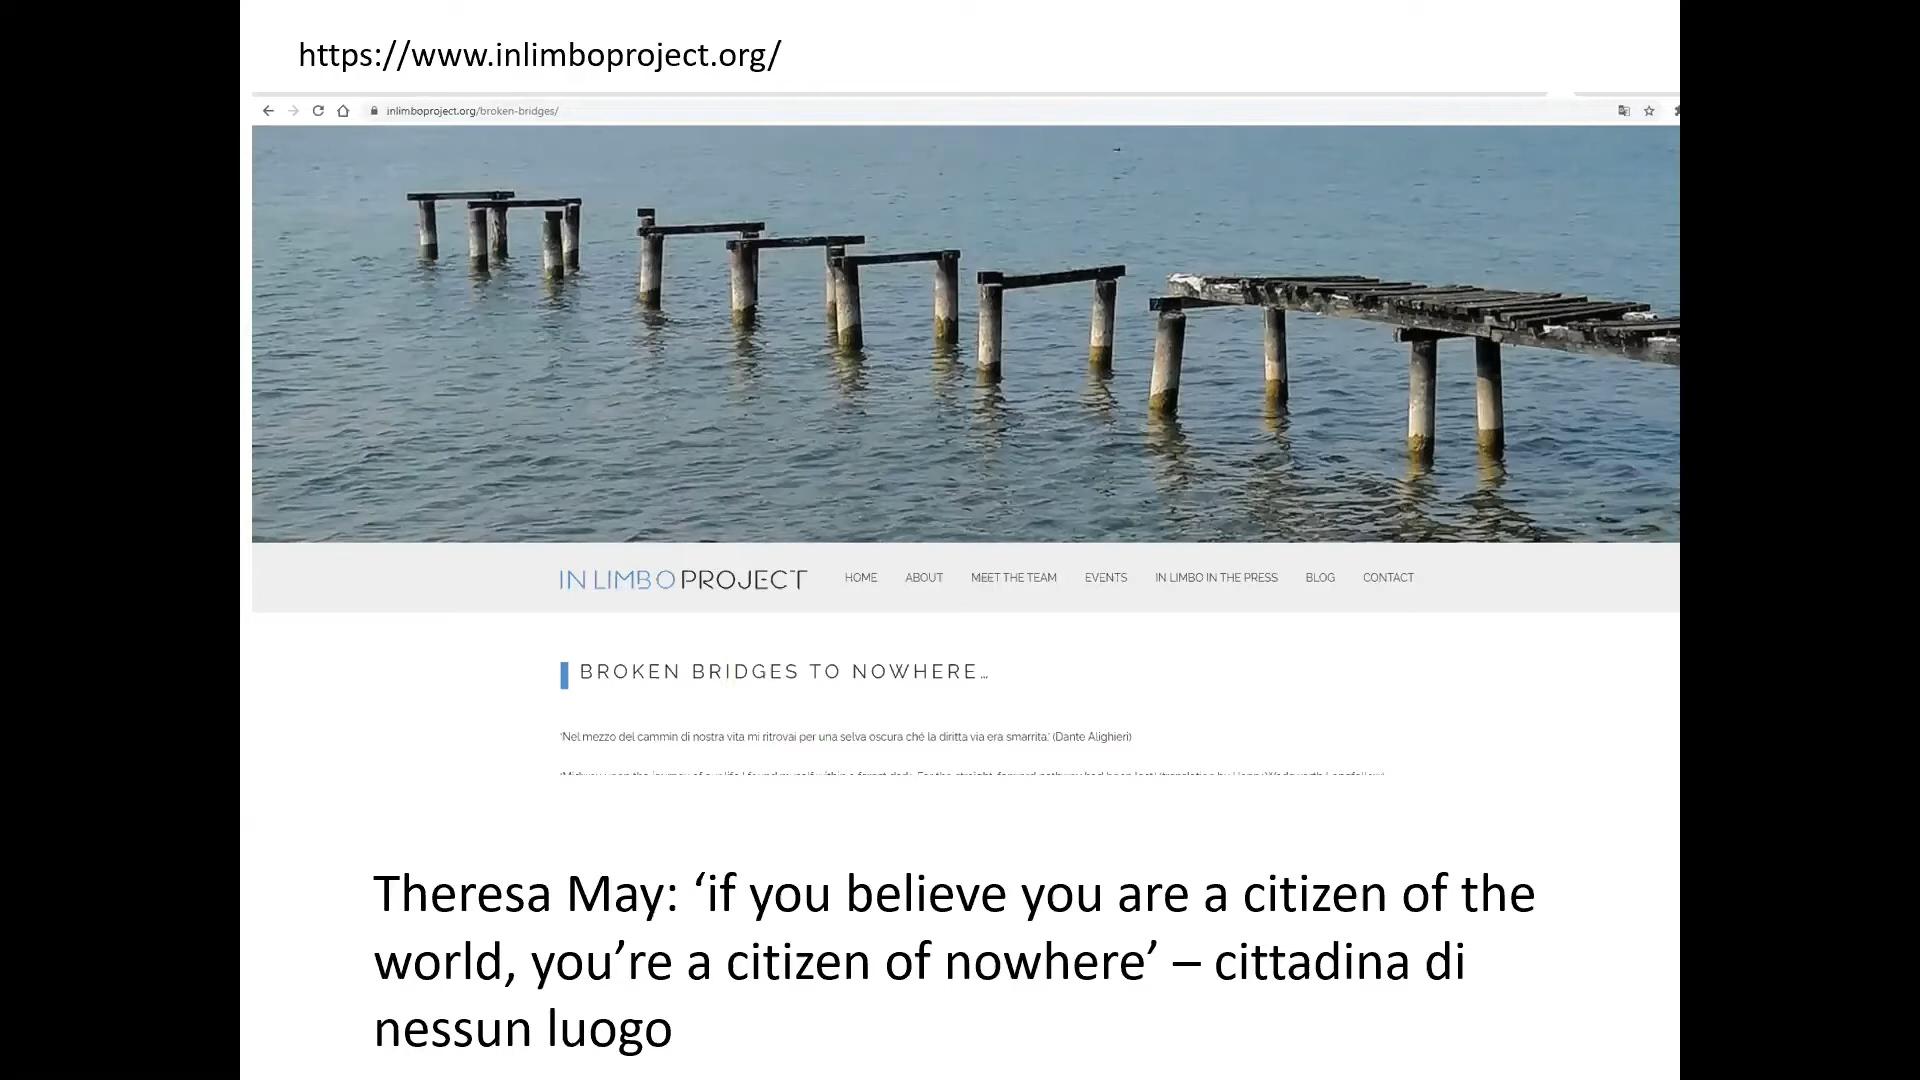 https://www.inlimboproject.org/
inlimboproject.org/broken-bridges/
IN LIMBO PROJECT HOME ABOUT MEET THE TEAM EVENTS IN LIMBO IN THE PRESS BLOG CONTACT
BROKEN BRIDGES TO NOWHERE...
'Nel mezzo del cammin di nostra vita mi ritrovai per una selva oscura ché la diritta via era smarrita.' (Dante Alighieri)
Theresa May: ‘if you believe you are a citizen of the
world, you’re a citizen of nowhere’ – cittadina di
nessun luogo